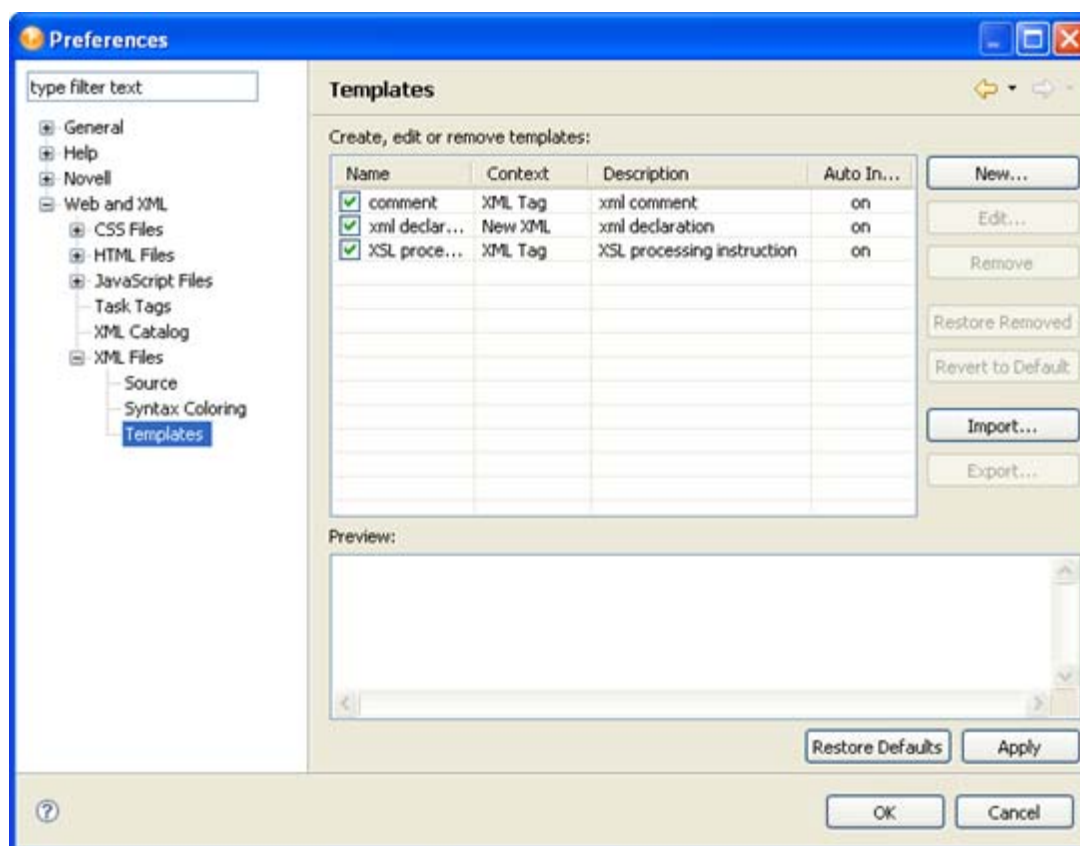 Preferences
type filter text
General
Help
Novell
Web and XML
CSS Files
HTML Files
JavaScript Files
Task Tags
XML Catalog
XML Files
Source
Syntax Coloring
Templates
Templates
Create, edit or remove templates:
Name Context Description Auto In...
comment XML Tag xml comment on
xml declar... New XML xml declaration on
XSL proce... XML Tag XSL processing instruction on
New...
Edit...
Remove
Restore Removed
Revert to Default
Import...
Export...
Preview:
Restore Defaults Apply
? OK Cancel